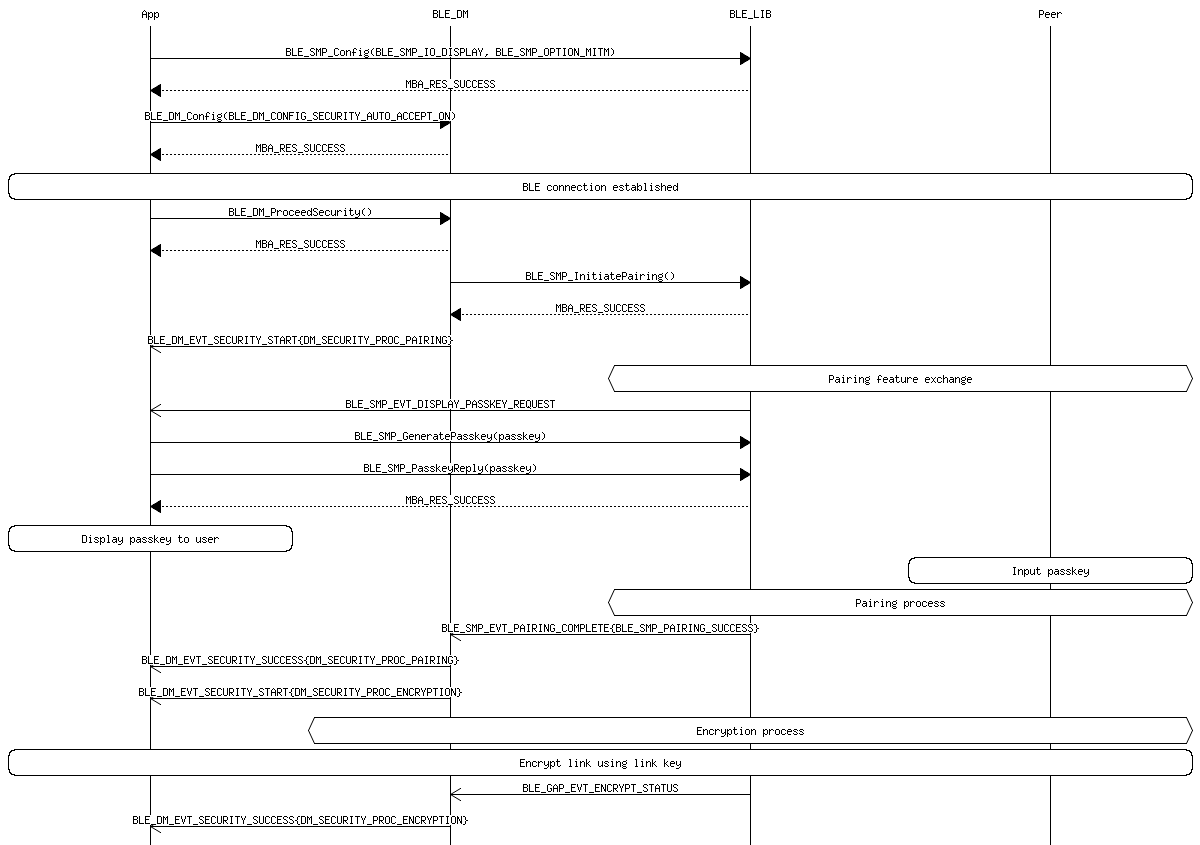 App
BLE_DM
BLE_LIB
Peer
BLE_SMP_Config(BLE_SMP_IO_DISPLAY, BLE_SMP_OPTION_MITM)
MBA_RES_SUCCESS
BLE_DM_Config(BLE_DM_CONFIG_SECURITY_AUTO_ACCEPT_ON)
MBA_RES_SUCCESS
BLE connection established
BLE_DM_ProceedSecurity()
MBA_RES_SUCCESS
BLE_SMP_InitiatePairing()
MBA_RES_SUCCESS
BLE_DM_EVT_SECURITY_START{DM_SECURITY_PROC_PAIRING}
Pairing feature exchange
BLE_SMP_EVT_DISPLAY_PASSKEY_REQUEST
BLE_SMP_GeneratePasskey(passkey)
BLE_SMP_PasskeyReply(passkey)
MBA_RES_SUCCESS
Display passkey to user
Input passkey
Pairing process
BLE_SMP_EVT_PAIRING_COMPLETE{BLE_SMP_PAIRING_SUCCESS}
BLE_DM_EVT_SECURITY_SUCCESS{DM_SECURITY_PROC_PAIRING}
BLE_DM_EVT_SECURITY_START{DM_SECURITY_PROC_ENCRYPTION}
Encryption process
Encrypt link using link key
BLE_GAP_EVT_ENCRYPT_STATUS
BLE_DM_EVT_SECURITY_SUCCESS{DM_SECURITY_PROC_ENCRYPTION}